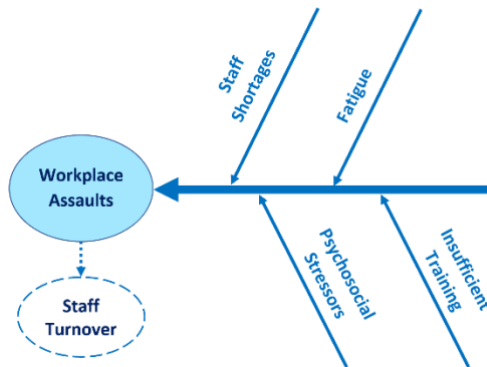 Staff
Shortages
Fatigue
Workplace
Assaults
Psychosocial
Stressors
Insufficient
Training
Staff
Turnover